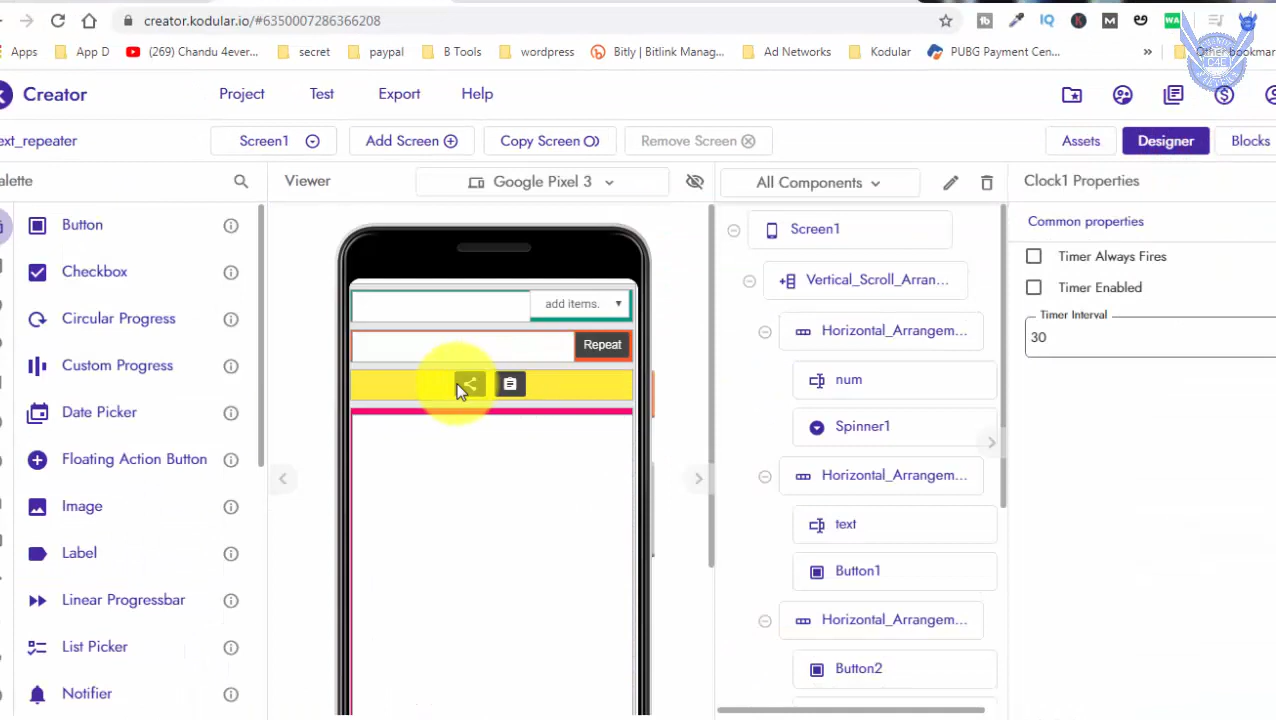 creator.kodular.io/#6350007286366208
Apps
App D
(269) Chandu 4ever...
secret
paypal
B Tools
wordpress
Bitly | Bitlink Manag...
Ad Networks
Kodular
PUBG Payment Cen...
»
Other bookmar
Creator
Project
Test
Export
Help
ext_repeater
Screen1
Add Screen
Copy Screen
Remove Screen
Assets
Designer
Blocks
alette
Viewer
Google Pixel 3
All Components
Clock1 Properties
Button
Checkbox
Circular Progress
Custom Progress
Date Picker
Floating Action Button
Image
Label
Linear Progressbar
List Picker
Notifier
add items.
Repeat
Screen1
Vertical_Scroll_Arran...
Horizontal_Arrangem...
num
Spinner1
Horizontal_Arrangem...
text
Button1
Horizontal_Arrangem...
Button2
Common properties
Timer Always Fires
Timer Enabled
Timer Interval
30